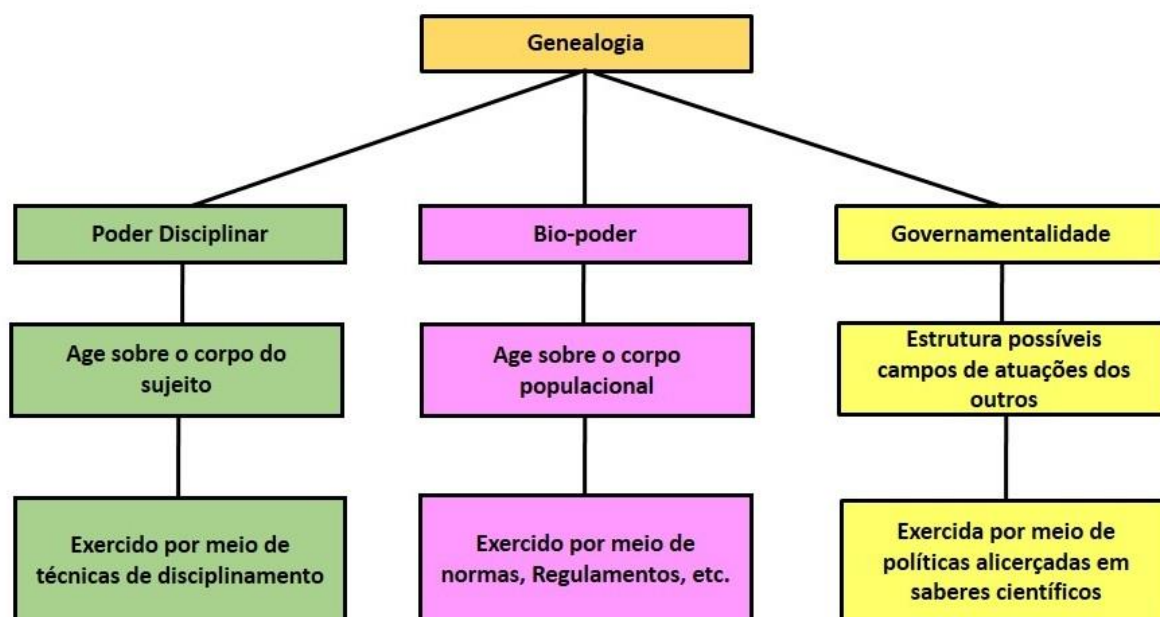 Genealogia
Poder Disciplinar
Bio-poder
Governamentalidade
Age sobre o corpo do
sujeito
Age sobre o corpo
populacional
Estrutura possíveis
campos de atuações dos
outros
Exercido por meio de
técnicas de disciplinamento
Exercido por meio de
normas, Regulamentos, etc.
Exercida por meio de
políticas alicerçadas em
saberes científicos